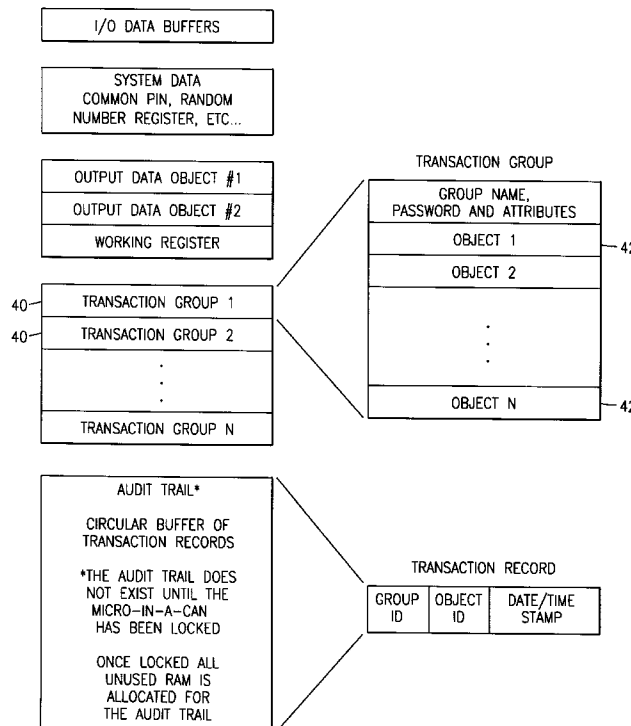 I/O DATA BUFFERS
SYSTEM DATA
COMMON PIN, RANDOM
NUMBER REGISTER, ETC...
OUTPUT DATA OBJECT #1
OUTPUT DATA OBJECT #2
WORKING REGISTER
40
TRANSACTION GROUP 1
40
TRANSACTION GROUP 2
TRANSACTION GROUP N
TRANSACTION GROUP
GROUP NAME,
PASSWORD AND ATTRIBUTES
OBJECT 1
42
OBJECT 2
OBJECT N
42
AUDIT TRAIL*
CIRCULAR BUFFER OF
TRANSACTION RECORDS
*THE AUDIT TRAIL DOES
NOT EXIST UNTIL THE
MICRO-IN-A-CAN
HAS BEEN LOCKED
ONCE LOCKED ALL
UNUSED RAM IS
ALLOCATED FOR
THE AUDIT TRAIL
TRANSACTION RECORD
GROUP
ID
OBJECT
ID
DATE/TIME
STAMP